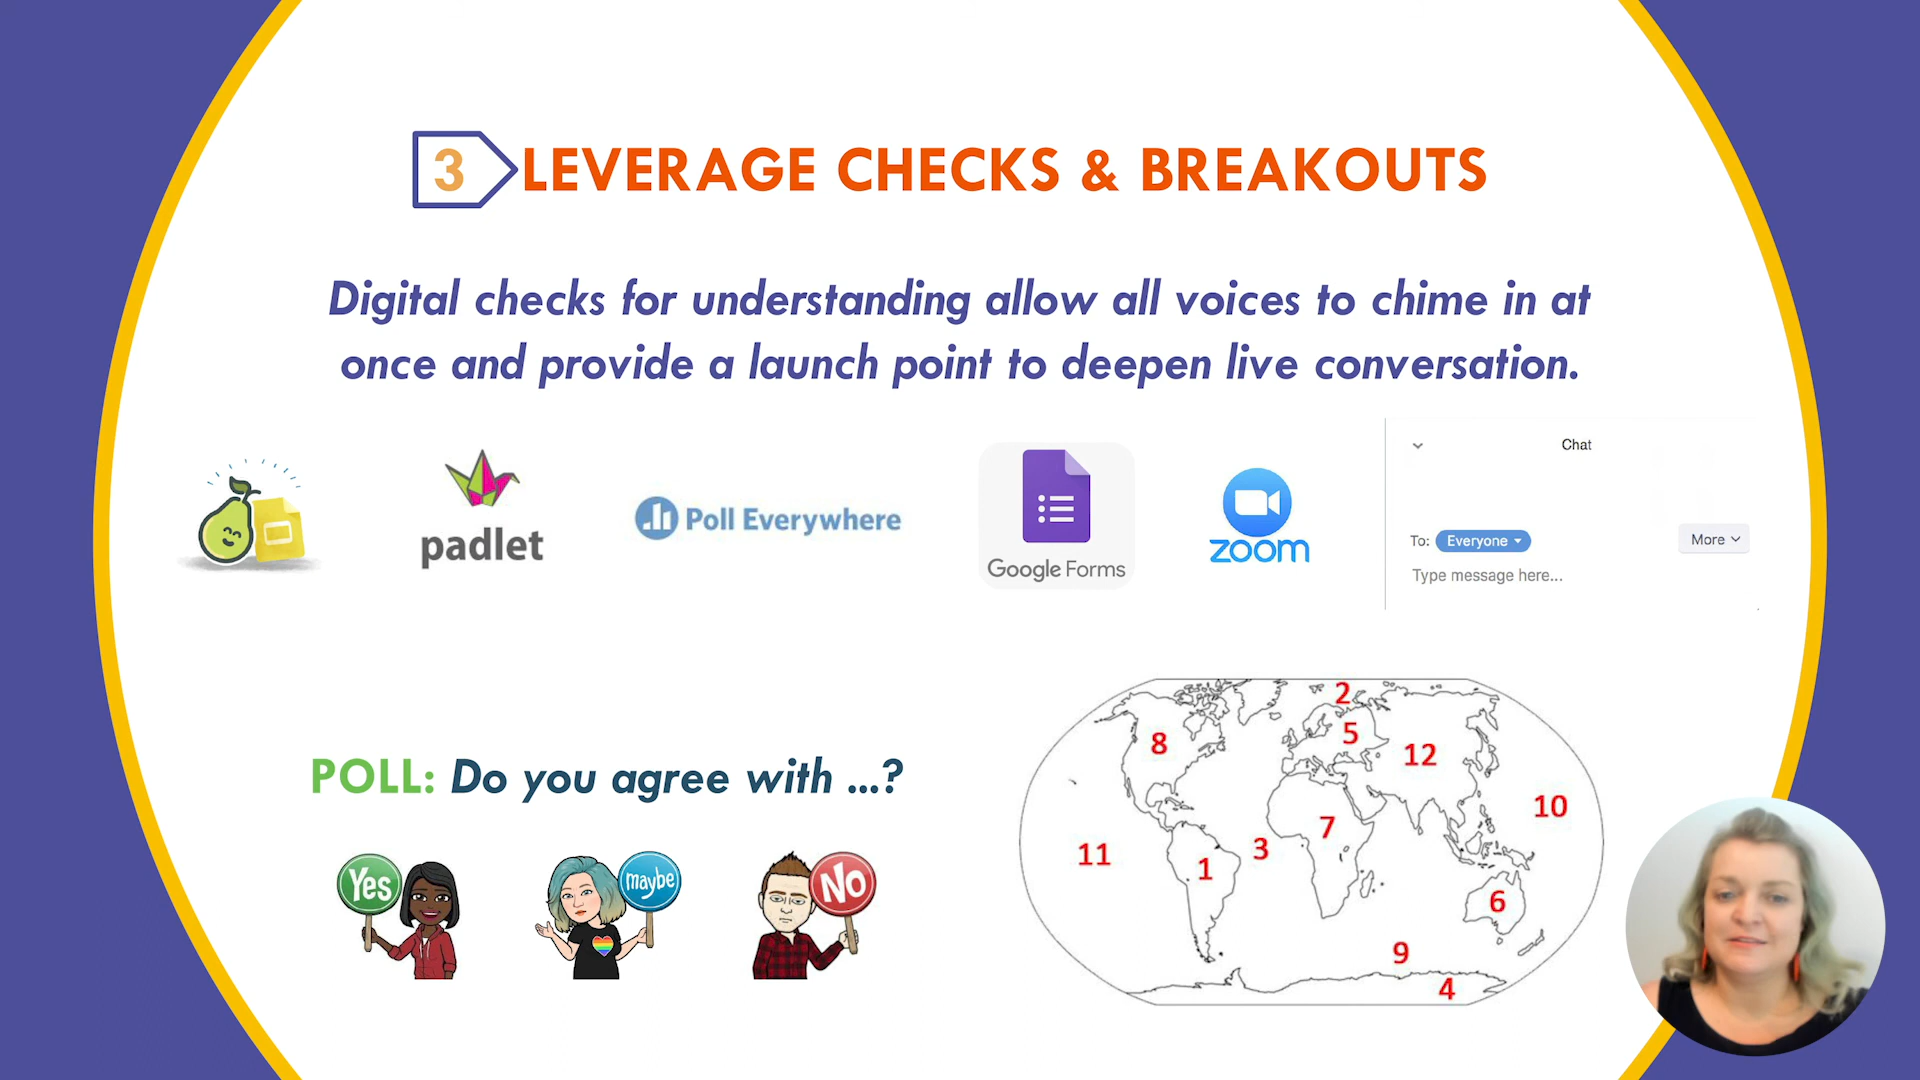 3 LEVERAGE CHECKS & BREAKOUTS
Digital checks for understanding allow all voices to chime in at
once and provide a launch point to deepen live conversation.
padlet
Poll Everywhere
Google Forms
zoom
Chat
To: Everyone
More
Type message here...
POLL: Do you agree with ...?
Yes
maybe
No
2
8
5
12
10
7
11
3
1
6
9
4